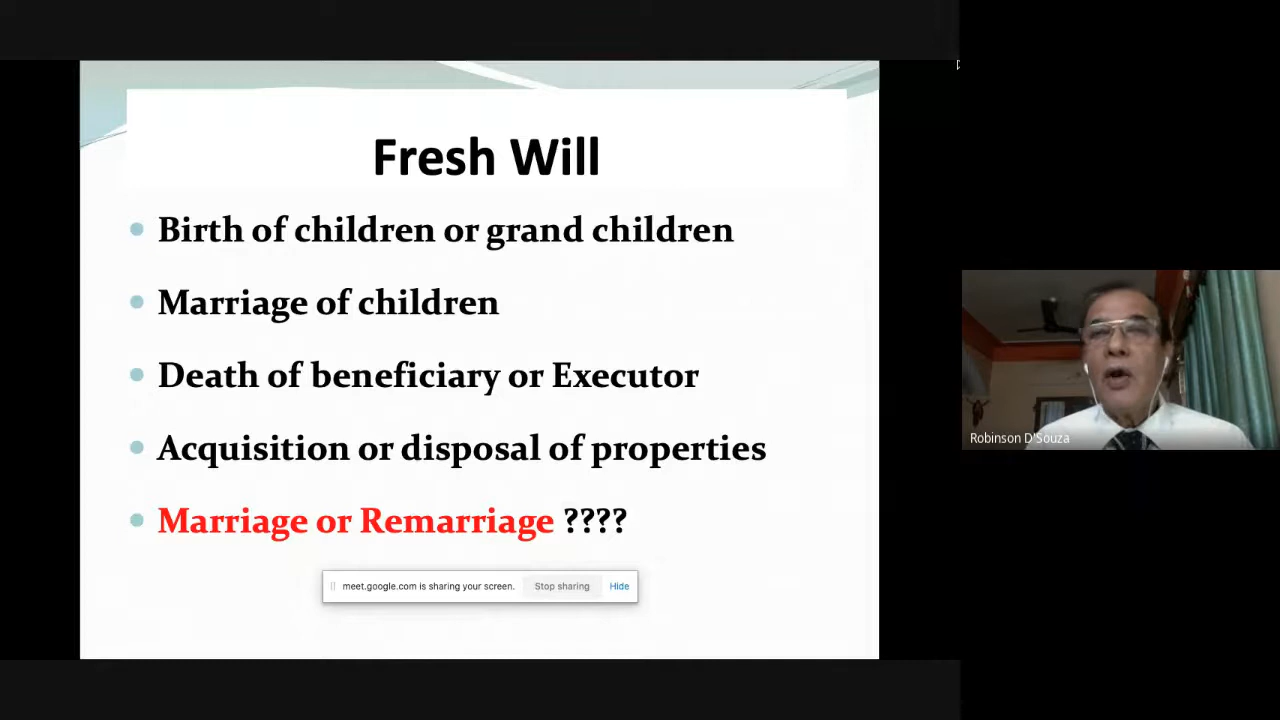 Fresh Will
Birth of children or grand children
Marriage of children
Death of beneficiary or Executor
Acquisition or disposal of properties
Marriage or Remarriage ????
meet.google.com is sharing your screen. Stop sharing Hide
Robinson D'Souza